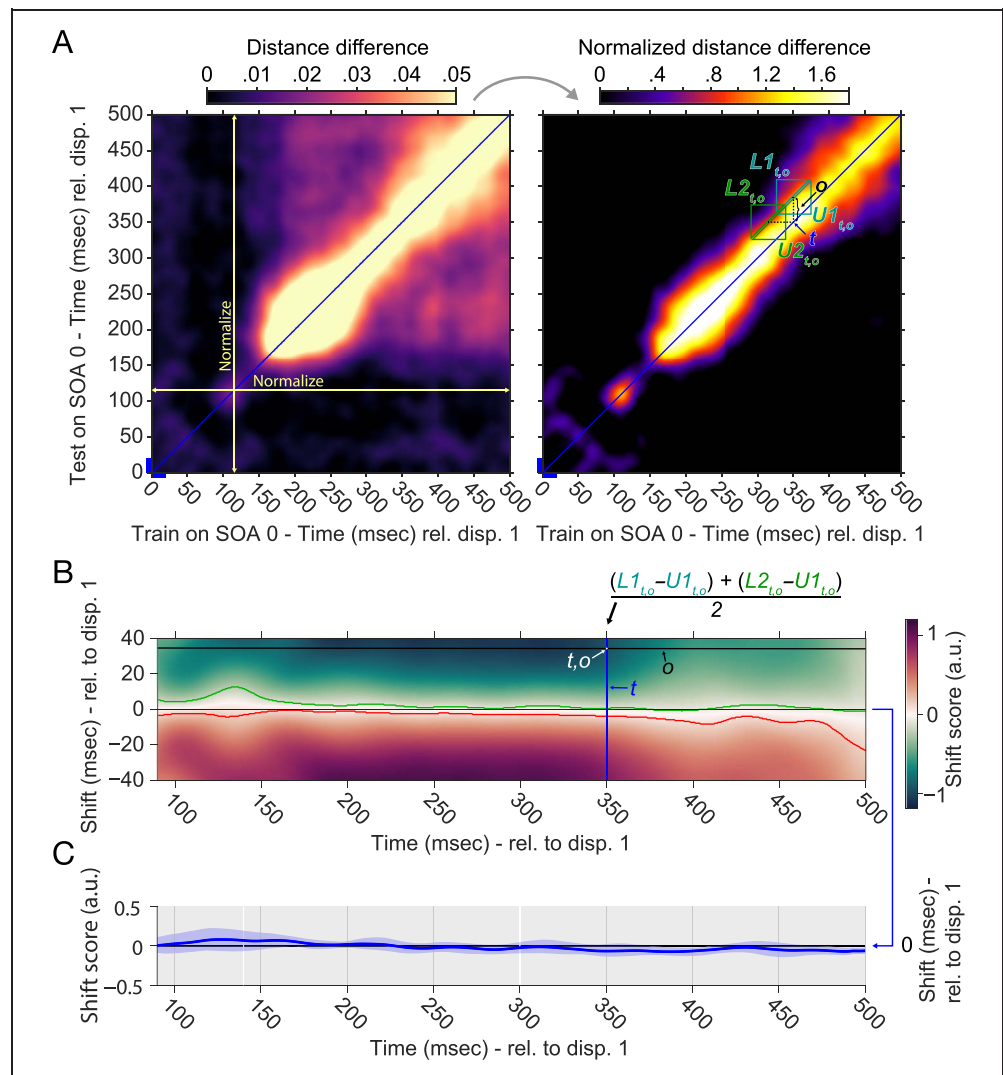 A
Distance difference
0 .01 .02 .03 .04 .05
Normalized distance difference
0 .4 .8 1.2 1.6
Test on SOA 0 - Time (msec) rel. disp. 1
500
450
400
350
300
250
200
150
100
50
0
Normalize
Normalize
0 50 100 150 200 250 300 350 400 450 500
Train on SOA 0 - Time (msec) rel. disp. 1
L1t,o
L2t,o
o
U1t,o
t
U2t,o
0 50 100 150 200 250 300 350 400 450 500
Train on SOA 0 - Time (msec) rel. disp. 1
B
(L1t,o–U1t,o) + (L2t,o–U1t,o)
2
Shift (msec) - rel. to disp. 1
40
20
0
−20
−40
t,o
o
t
100 150 200 250 300 350 400 450 500
Time (msec) - rel. to disp. 1
1
0
−1
Shift score (a.u.)
C
Shift score (a.u.)
0.5
0
−0.5
100 150 200 250 300 350 400 450 500
Time (msec) - rel. to disp. 1
0
Shift (msec) -
rel. to disp. 1